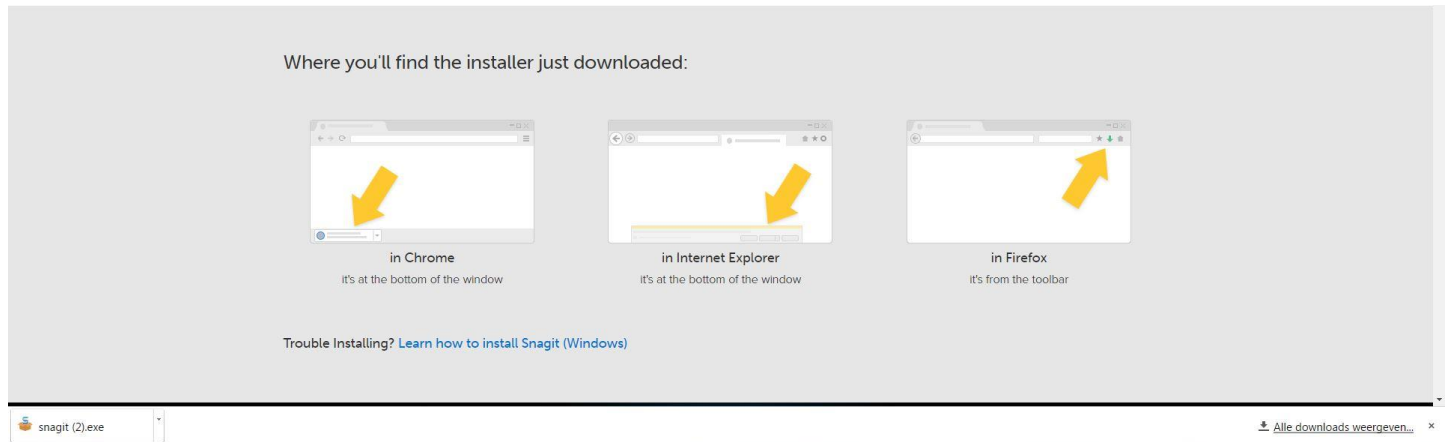 Where you'll find the installer just downloaded:
in Chrome
it's at the bottom of the window
in Internet Explorer
it's at the bottom of the window
in Firefox
it's from the toolbar
Trouble Installing? Learn how to install Snagit (Windows)
snagit (2).exe
Alle downloads weergeven...